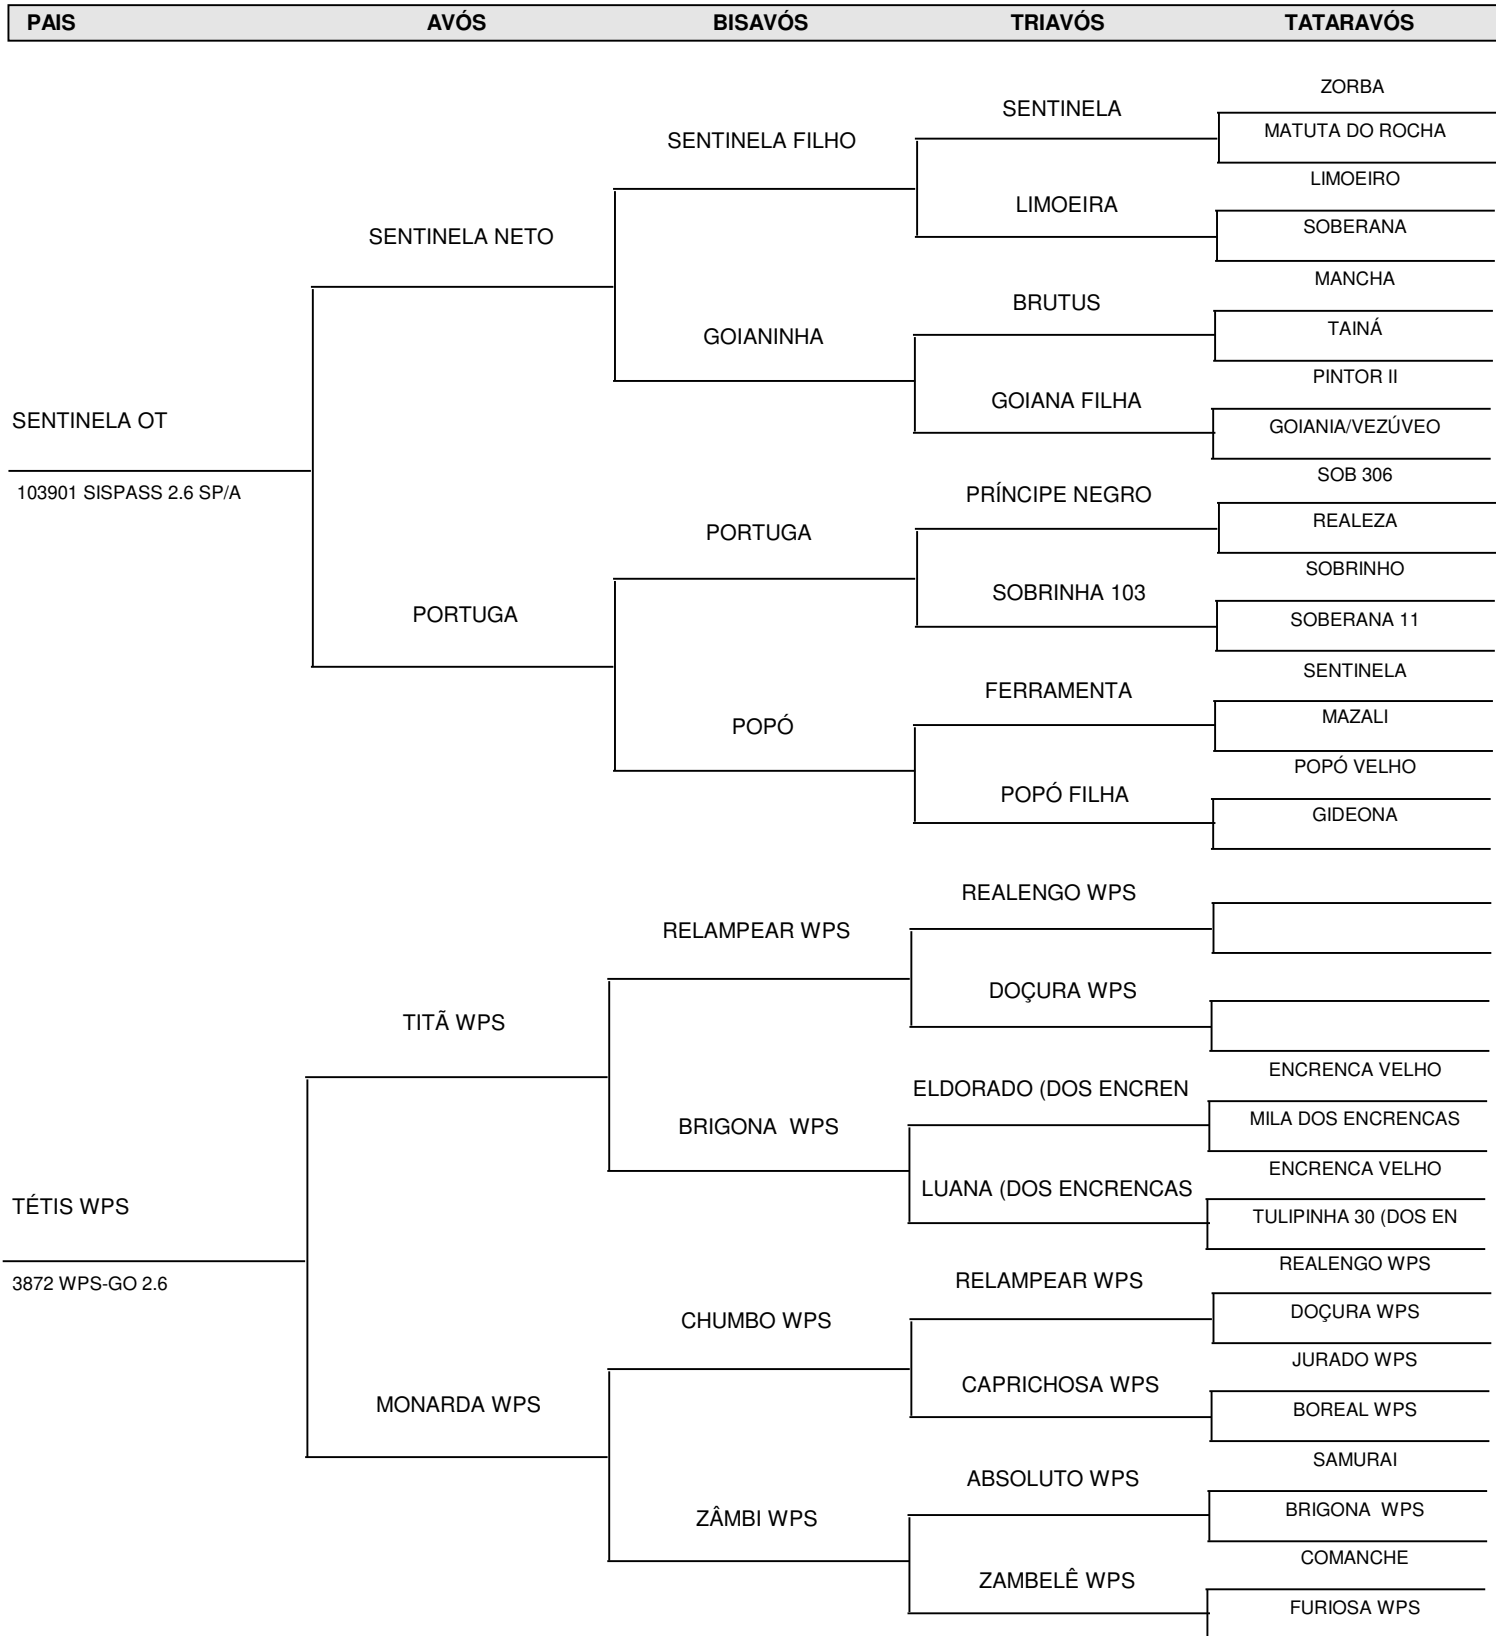 PAIS AVÓS BISAVÓS TRIAVÓS TATARAVÓS
ZORBA
SENTINELA
MATUTA DO ROCHA
SENTINELA FILHO
LIMOEIRO
LIMOEIRA
SOBERANA
SENTINELA NETO
MANCHA
BRUTUS
TAINÁ
GOIANINHA
PINTOR II
GOIANA FILHA
GOIANIA/VEZÚVEO
SENTINELA OT
SOB 306
103901 SISPASS 2.6 SP/A
PRÍNCIPE NEGRO
REALEZA
PORTUGA
SOBRINHO
SOBRINHA 103
SOBERANA 11
PORTUGA
SENTINELA
FERRAMENTA
MAZALI
POPÓ
POPÓ VELHO
POPÓ FILHA
GIDEONA
REALENGO WPS
RELAMPEAR WPS
DOÇURA WPS
TITÃ WPS
ENCRENCA VELHO
ELDORADO (DOS ENCREN
MILA DOS ENCRENCAS
BRIGONA WPS
ENCRENCA VELHO
LUANA (DOS ENCRENCAS
TULIPINHA 30 (DOS EN
TÉTIS WPS
REALENGO WPS
3872 WPS-GO 2.6
RELAMPEAR WPS
DOÇURA WPS
CHUMBO WPS
JURADO WPS
CAPRICHOSA WPS
BOREAL WPS
MONARDA WPS
SAMURAI
ABSOLUTO WPS
BRIGONA WPS
ZÂMBI WPS
COMANCHE
ZAMBELÊ WPS
FURIOSA WPS